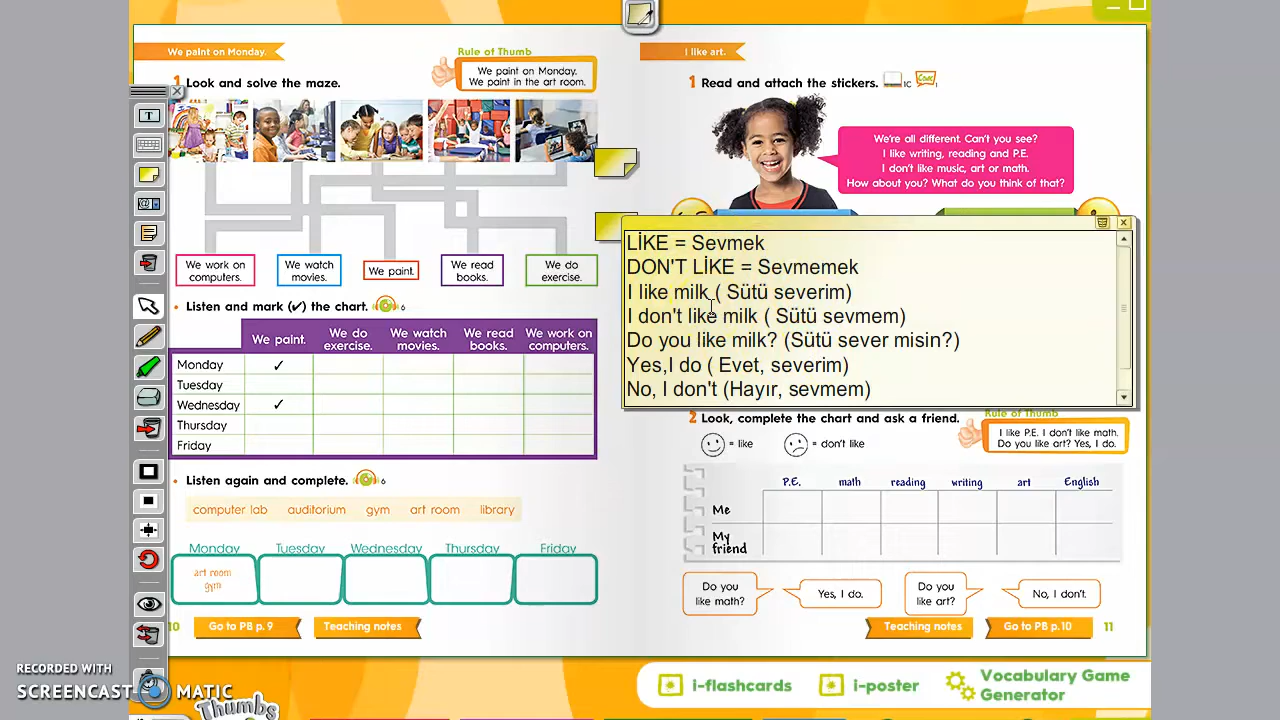 We paint on Monday.
Rule of Thumb
We paint on Monday.
We paint in the art room.
1 Look and solve the maze.
We work on computers.
We watch movies.
We paint.
We read books.
We do exercise.
• Listen and mark (✓) the chart. 6
We paint.
We do exercise.
We watch movies.
We read books.
We work on computers.
Monday ✓
Tuesday
Wednesday ✓
Thursday
Friday
• Listen again and complete. 6
computer lab auditorium gym art room library
Monday Tuesday Wednesday Thursday Friday
art room
gym
10 Go to PB p. 9 Teaching notes
I like art.
1 Read and attach the stickers. 1C
We're all different. Can't you see?
I like writing, reading and P.E.
I don't like music, art or math.
How about you? What do you think of that?
LİKE = Sevmek
DON'T LİKE = Sevmemek
I like milk ( Sütü severim)
I don't like milk ( Sütü sevmem)
Do you like milk? (Sütü sever misin?)
Yes,I do ( Evet, severim)
No, I don't (Hayır, sevmem)
2 Look, complete the chart and ask a friend.
= like = don't like
Rule of Thumb
I like P.E. I don't like math.
Do you like art? Yes, I do.
P.E. math reading writing art English
Me
My friend
Do you like math?
Yes, I do.
Do you like art?
No, I don't.
Teaching notes Go to PB p. 10 11
i-flashcards
i-poster
Vocabulary Game
Generator
RECORDED WITH
SCREENCAST MATIC
Thumbs